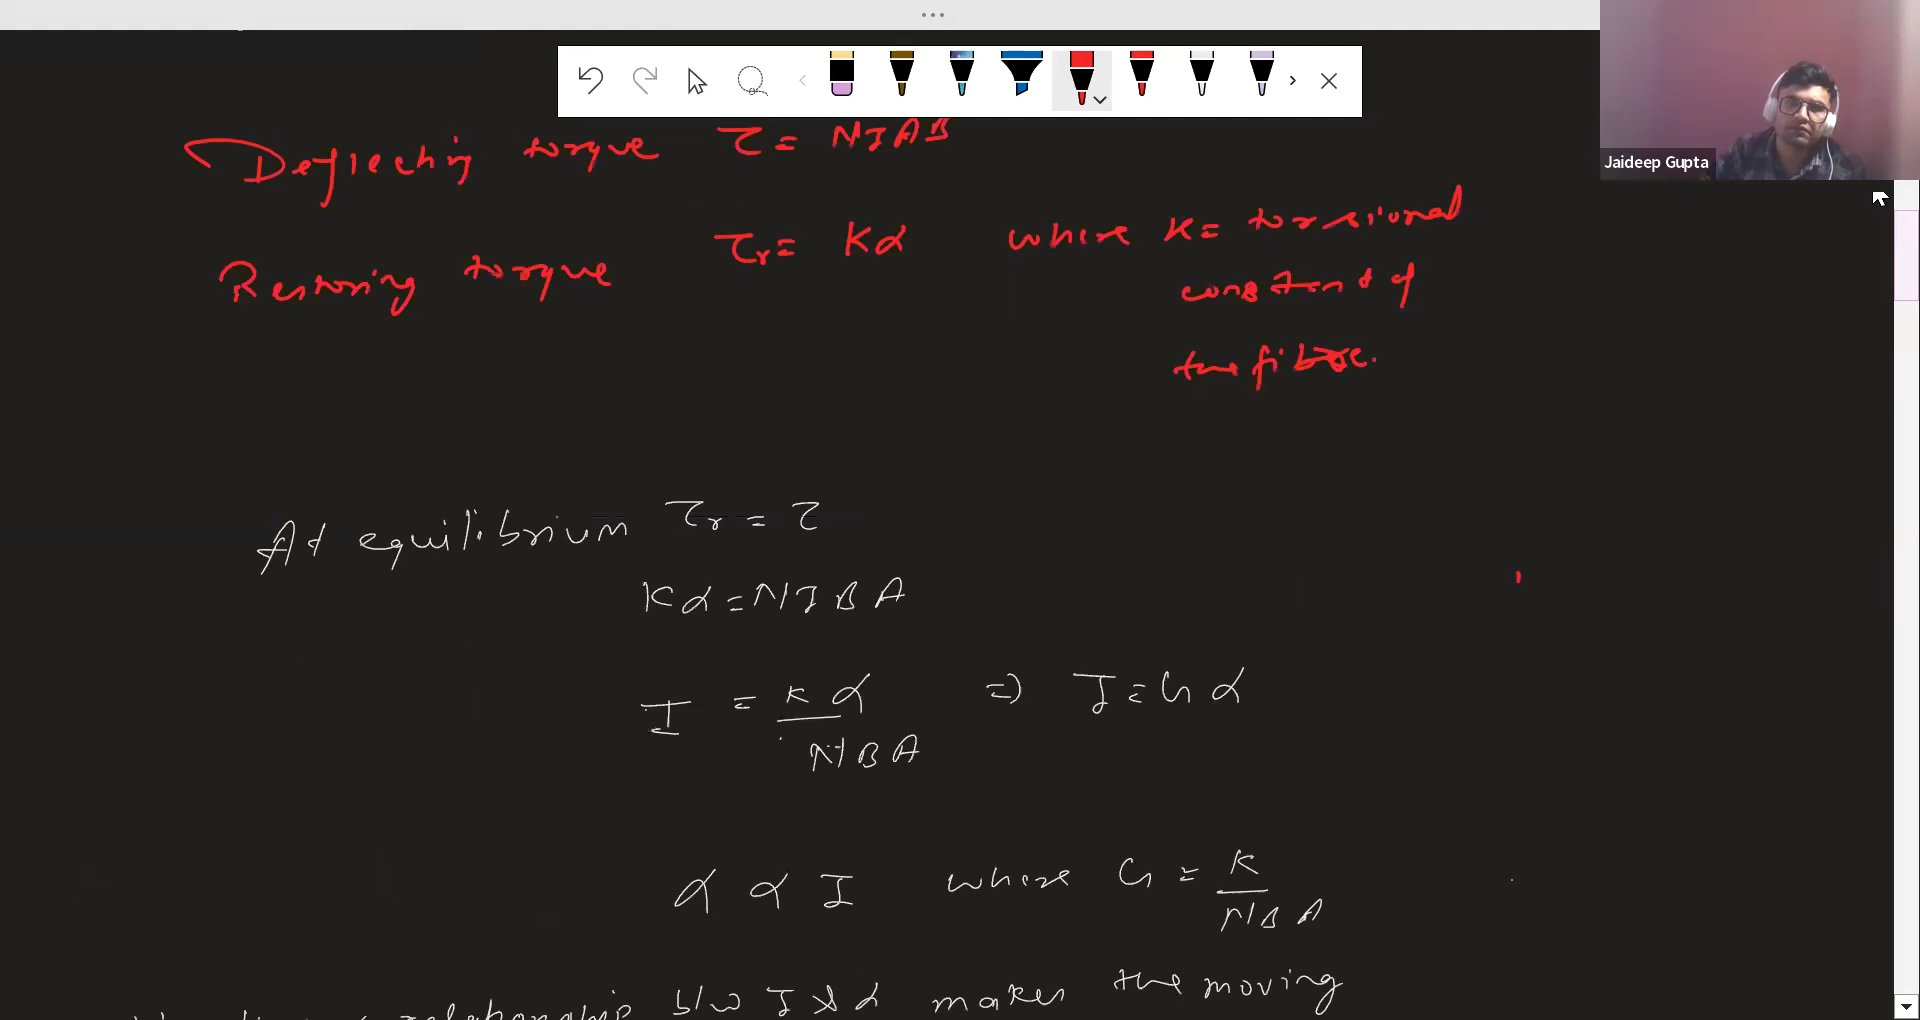 Jaideep Gupta
Deflecting torque τ = NIAB
Restoring torque τr = Kα where K = torsional
constant of
the fibre.
At equilibrium τr = τ
Kα = NIBA
I = Kα / NBA ⇒ I = Gα
α ∝ I where G = K / NBA
relationship b/w I & α makes the moving